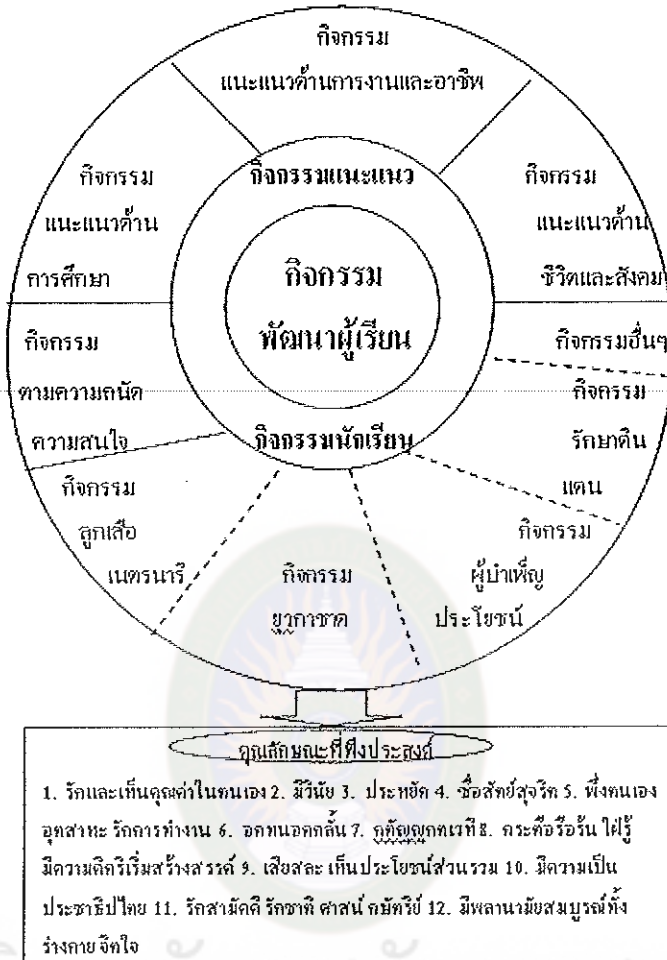 กิจกรรม
แนะแนวด้านการงานและอาชีพ
กิจกรรม
แนะแนวด้าน
การศึกษา
กิจกรรมแนะแนว
กิจกรรม
แนะแนวด้าน
ชีวิตและสังคม
กิจกรรม
พัฒนาผู้เรียน
กิจกรรม
ตามความถนัด
ความสนใจ
กิจกรรมอื่นๆ
กิจกรรม
รักษาดิน
แดน
กิจกรรมนักเรียน
กิจกรรม
ลูกเสือ
เนตรนารี
กิจกรรม
ยุวกาชาด
กิจกรรม
ผู้บำเพ็ญ
ประโยชน์
คุณลักษณะที่พึงประสงค์
1. รักและเห็นคุณค่าในตนเอง 2. มีวินัย 3. ประหยัด 4. ซื่อสัตย์สุจริต 5. พึ่งตนเอง
อุตสาหะ รักการทำงาน 6. อดทนอดกลั้น 7. กตัญญูกตเวที 8. กระตือรือร้น ใฝ่รู้
มีความคิดริเริ่มสร้างสรรค์ 9. เสียสละ เห็นประโยชน์ส่วนรวม 10. มีความเป็น
ประชาธิปไตย 11. รักสามัคคี รักชาติ ศาสน์ กษัตริย์ 12. มีพลานามัยสมบูรณ์ทั้ง
ร่างกาย จิตใจ